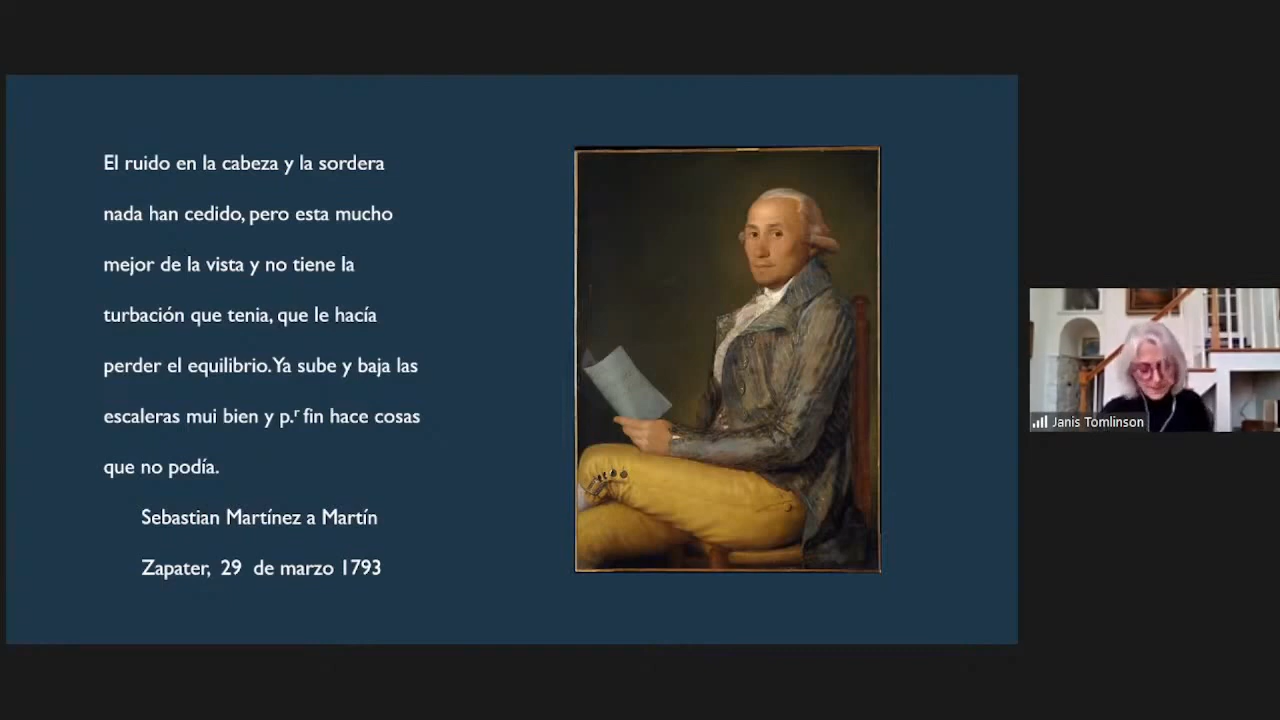 El ruido en la cabeza y la sordera
nada han cedido, pero esta mucho
mejor de la vista y no tiene la
turbación que tenia, que le hacía
perder el equilibrio. Ya sube y baja las
escaleras mui bien y p.ʳ fin hace cosas
que no podía.
Sebastian Martínez a Martín
Zapater, 29 de marzo 1793
Janis Tomlinson